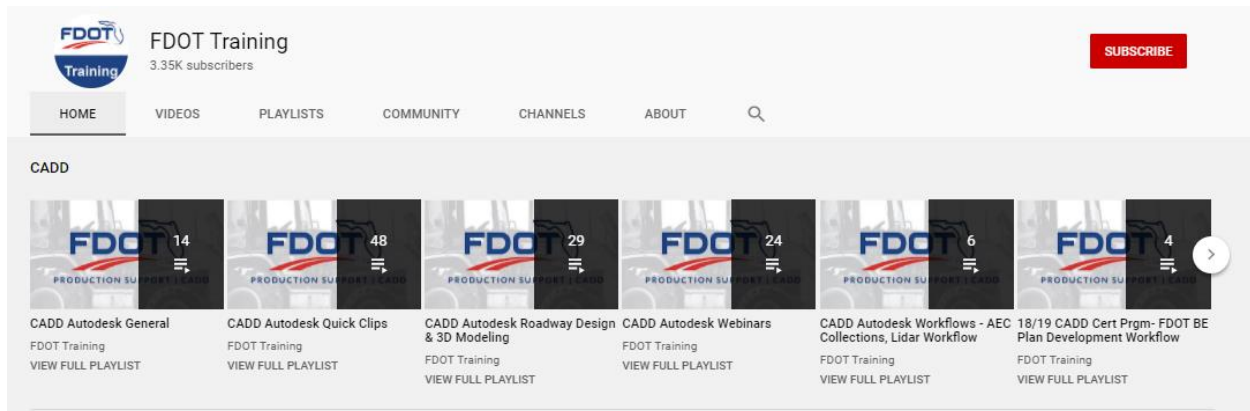 FDOT
Training
FDOT Training
3.35K subscribers
SUBSCRIBE
HOME VIDEOS PLAYLISTS COMMUNITY CHANNELS ABOUT
CADD
FDOT 14 FDOT 48 FDOT 29 FDOT 24 FDOT 6 FDOT 4
PRODUCTION SUPPORT | CADD PRODUCTION SUPPORT | CADD PRODUCTION SUPPORT | CADD PRODUCTION SUPPORT | CADD PRODUCTION SUPPORT | CADD PRODUCTION SUPPORT | CADD
CADD Autodesk General
FDOT Training
VIEW FULL PLAYLIST
CADD Autodesk Quick Clips
FDOT Training
VIEW FULL PLAYLIST
CADD Autodesk Roadway Design
& 3D Modeling
FDOT Training
VIEW FULL PLAYLIST
CADD Autodesk Webinars
FDOT Training
VIEW FULL PLAYLIST
CADD Autodesk Workflows - AEC
Collections, Lidar Workflow
FDOT Training
VIEW FULL PLAYLIST
18/19 CADD Cert Prgm- FDOT BE
Plan Development Workflow
FDOT Training
VIEW FULL PLAYLIST